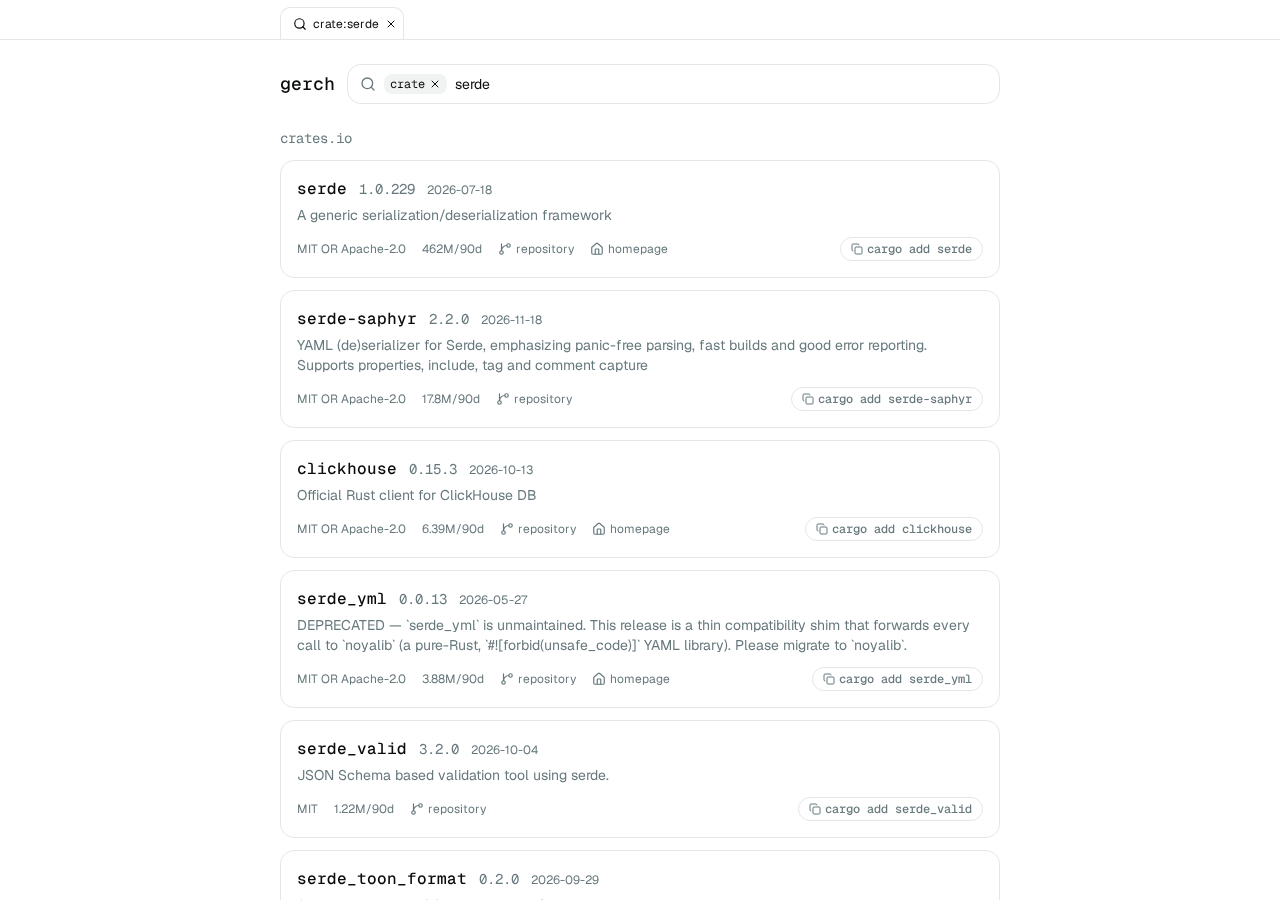 crate:serde
gerch
crate serde
crates.io
serde 1.0.229 2026-07-18
A generic serialization/deserialization framework
MIT OR Apache-2.0 462M/90d repository homepage cargo add serde
serde-saphyr 2.2.0 2026-11-18
YAML (de)serializer for Serde, emphasizing panic-free parsing, fast builds and good error reporting.
Supports properties, include, tag and comment capture
MIT OR Apache-2.0 17.8M/90d repository cargo add serde-saphyr
clickhouse 0.15.3 2026-10-13
Official Rust client for ClickHouse DB
MIT OR Apache-2.0 6.39M/90d repository homepage cargo add clickhouse
serde_yml 0.0.13 2026-05-27
DEPRECATED — `serde_yml` is unmaintained. This release is a thin compatibility shim that forwards every
call to `noyalib` (a pure-Rust, `#![forbid(unsafe_code)]` YAML library). Please migrate to `noyalib`.
MIT OR Apache-2.0 3.88M/90d repository homepage cargo add serde_yml
serde_valid 3.2.0 2026-10-04
JSON Schema based validation tool using serde.
MIT 1.22M/90d repository cargo add serde_valid
serde_toon_format 0.2.0 2026-09-29